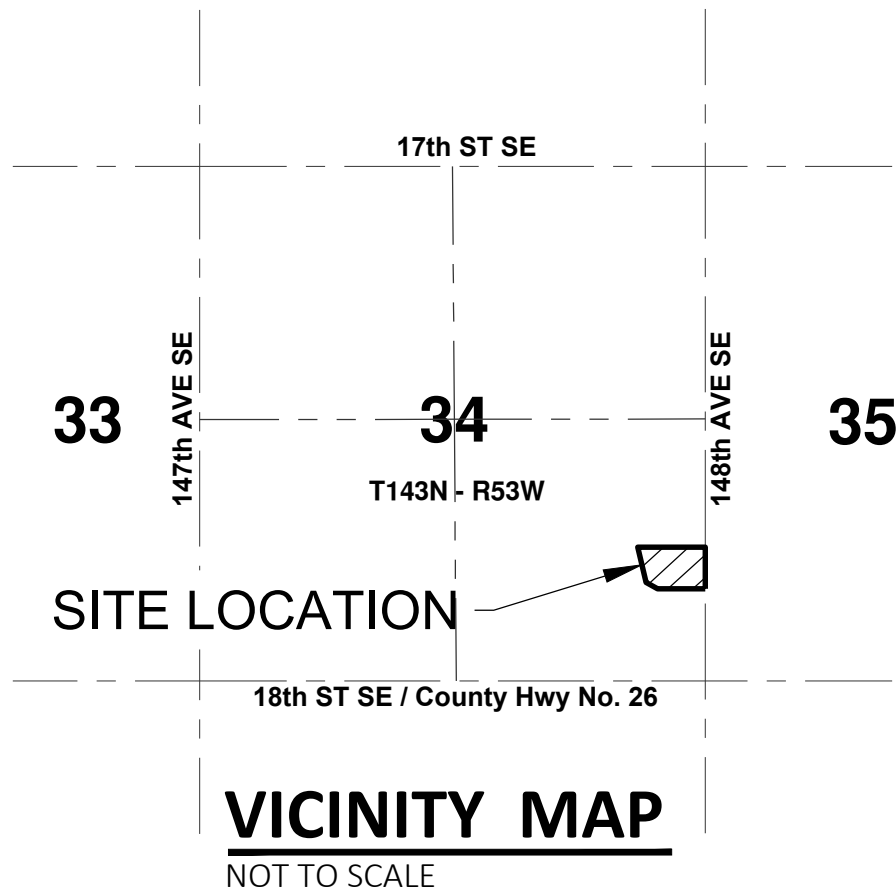 17th ST SE
147th AVE SE
148th AVE SE
33
34
35
T143N - R53W
SITE LOCATION
18th ST SE / County Hwy No. 26
VICINITY MAP
NOT TO SCALE